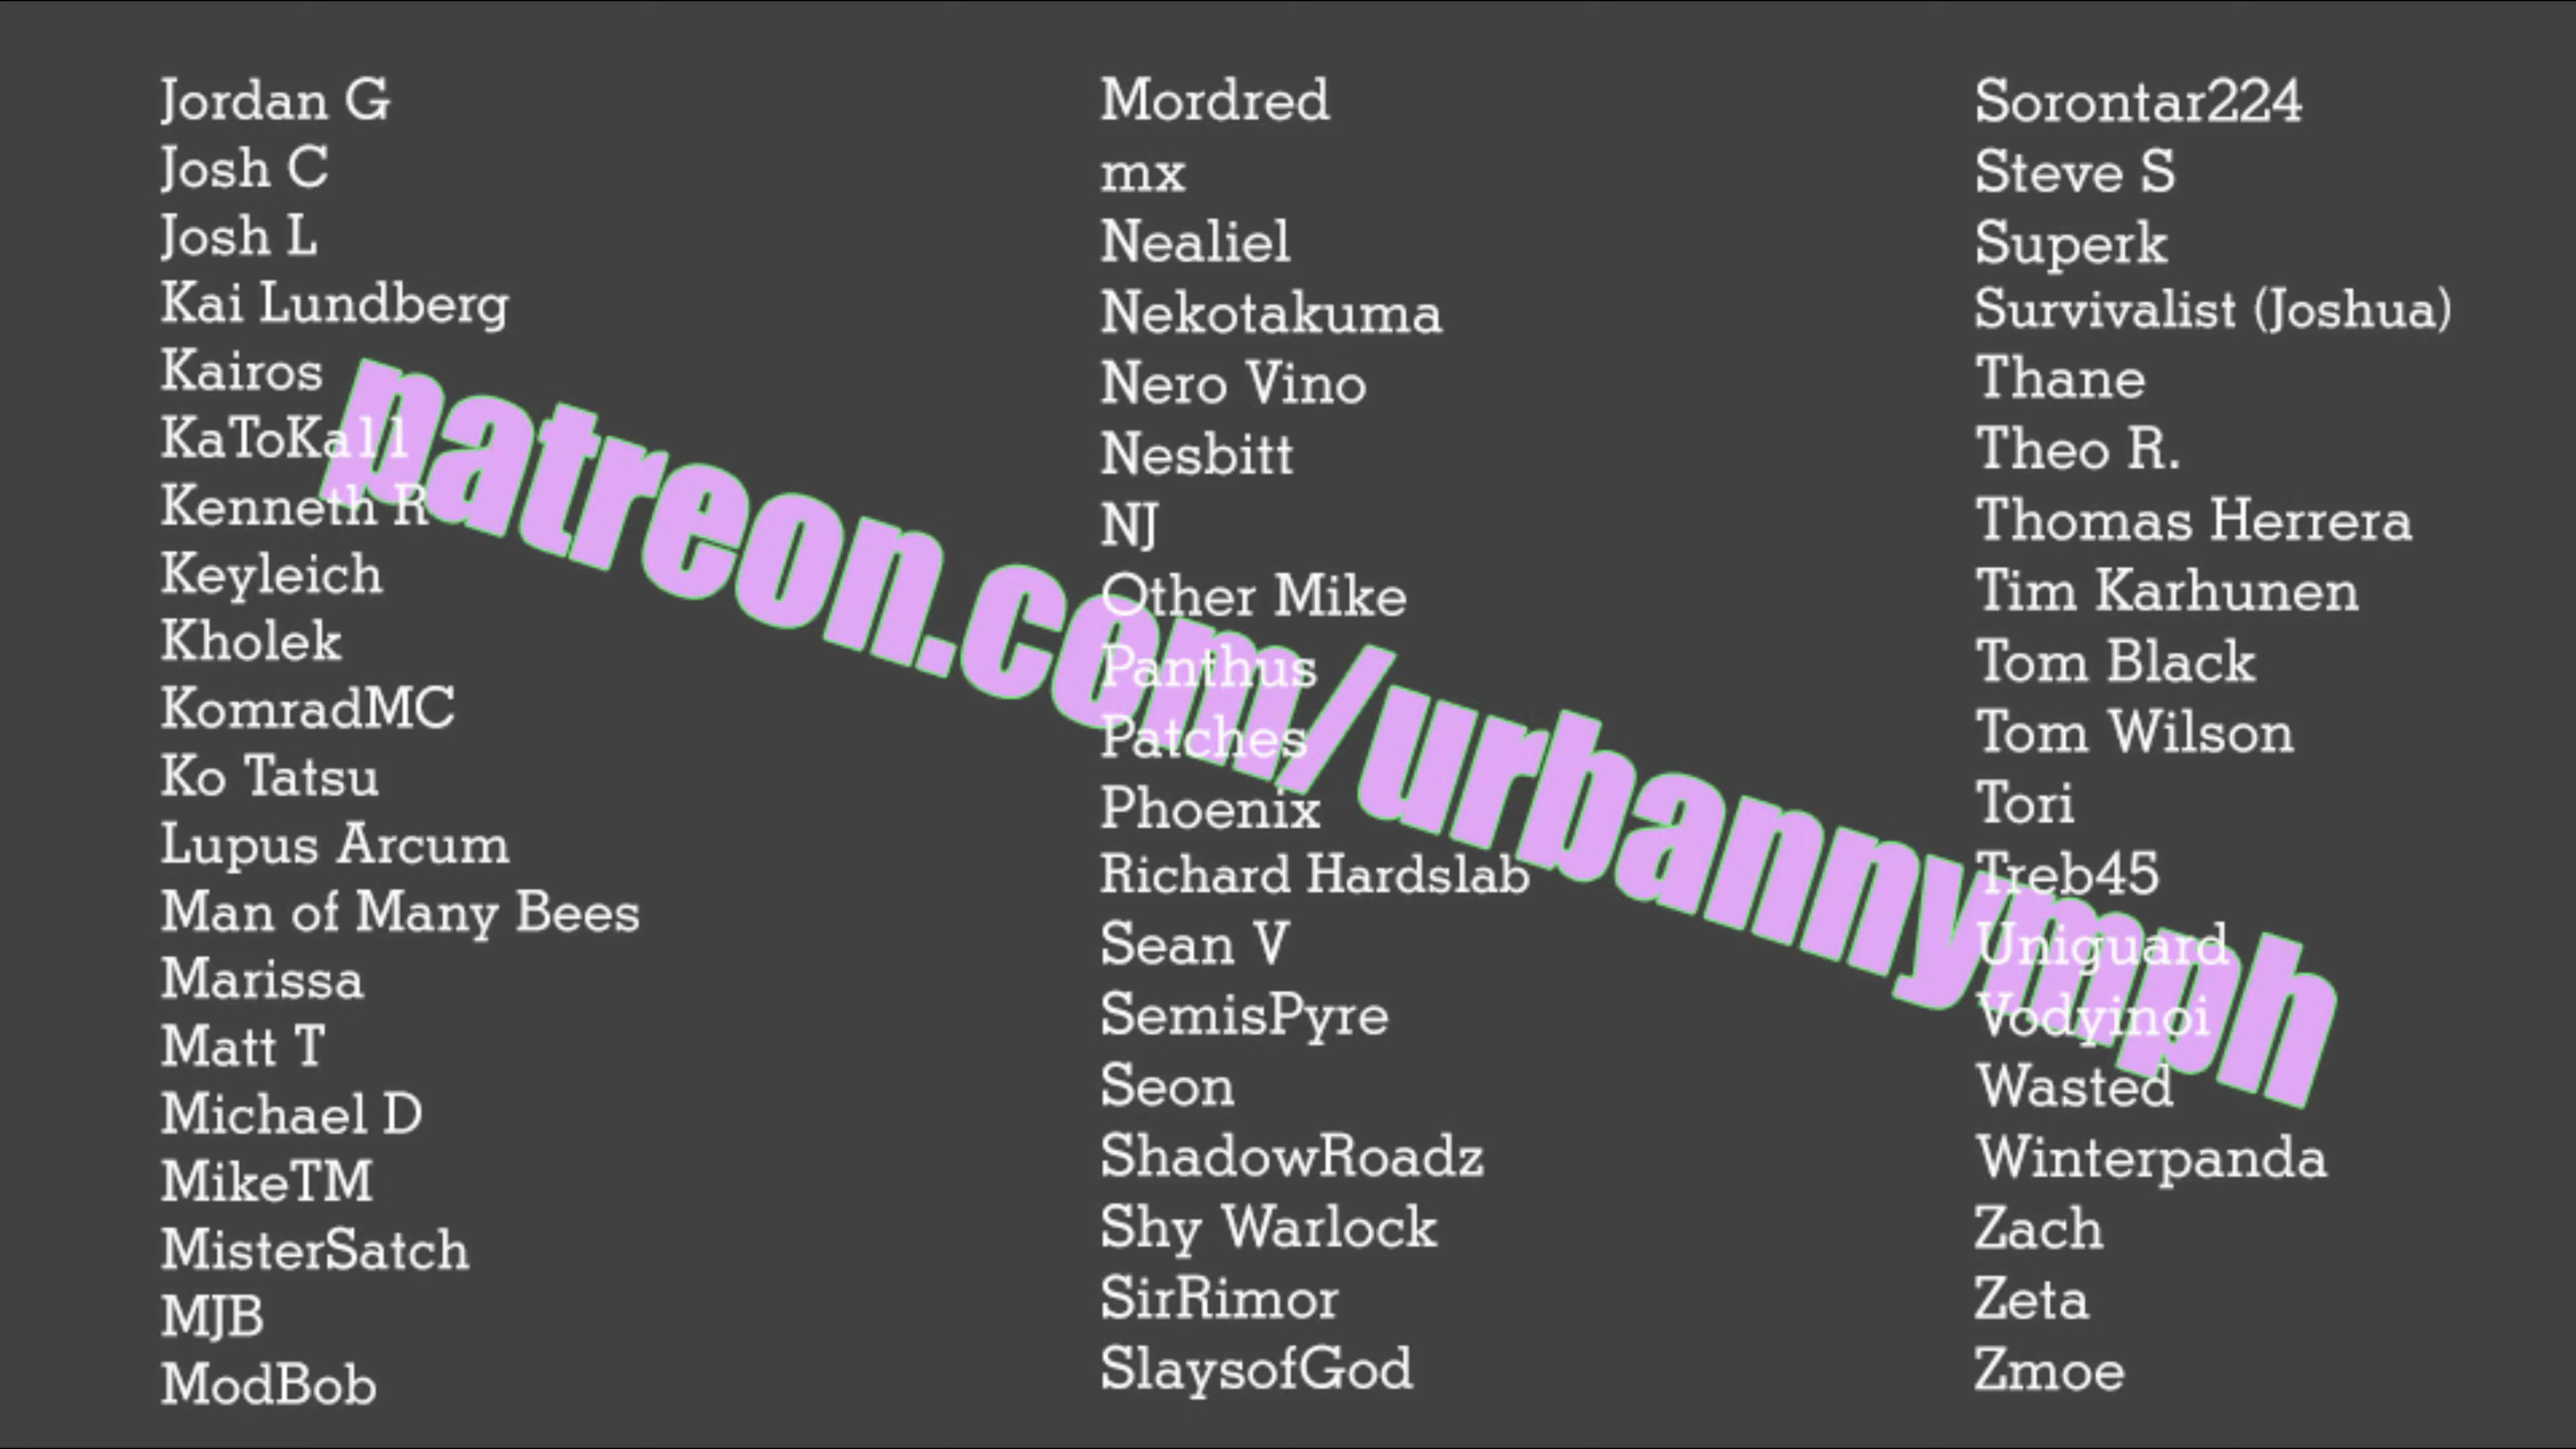 Jordan G
Josh C
Josh L
Kai Lundberg
Kairos
KaToKa11
Kenneth R
Keyleich
Kholek
KomradMC
Ko Tatsu
Lupus Arcum
Man of Many Bees
Marissa
Matt T
Michael D
MikeTM
MisterSatch
MJB
ModBob
Mordred
mx
Nealiel
Nekotakuma
Nero Vino
Nesbitt
NJ
Other Mike
Panthus
Patches
Phoenix
Richard Hardslab
Sean V
SemisPyre
Seon
ShadowRoadz
Shy Warlock
SirRimor
SlaysofGod
Sorontar224
Steve S
Superk
Survivalist (Joshua)
Thane
Theo R.
Thomas Herrera
Tim Karhunen
Tom Black
Tom Wilson
Tori
Treb45
Uniguard
Vodyinoi
Wasted
Winterpanda
Zach
Zeta
Zmoe
patreon.com/urbannymph